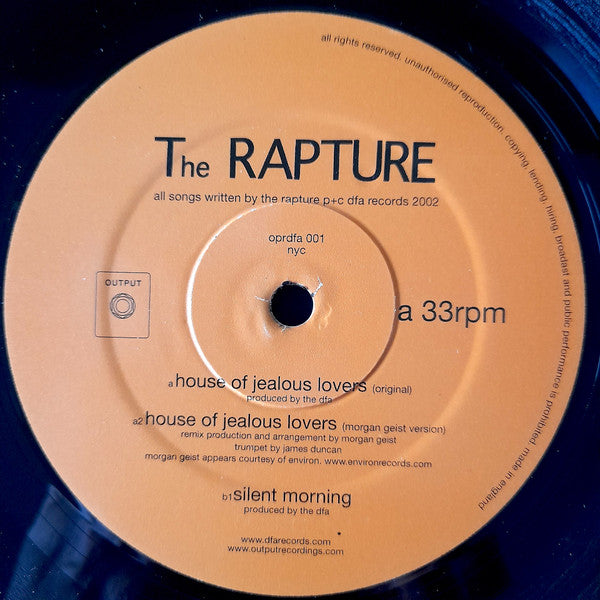 all rights reserved. unauthorised reproduction, copying, lending, hiring, broadast and public performance is prohibited. made in england
The RAPTURE
all songs written by the rapture p+c dfa records 2002
oprdfa 001
nyc
OUTPUT
a 33rpm
a house of jealous lovers (original)
produced by the dfa
a2 house of jealous lovers (morgan geist version)
remix production and arrangement by morgan geist
trumpet by james duncan
morgan geist appears courtesy of environ. www.environrecords.com
b1 silent morning
produced by the dfa
www.dfarecords.com *
www.outputrecordings.com